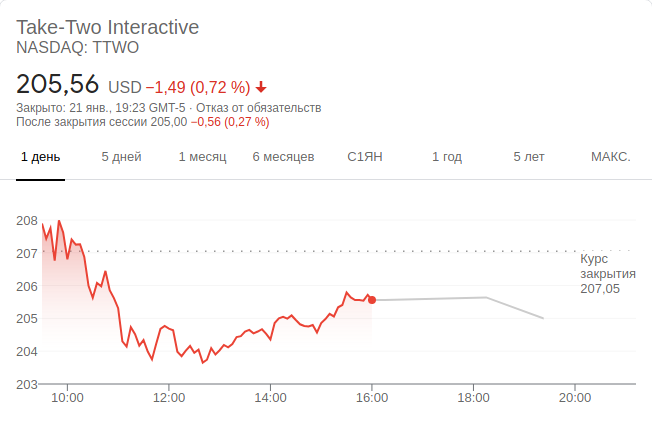 Take-Two Interactive
NASDAQ: TTWO
205,56 USD −1,49 (0,72 %)
Закрыто: 21 янв., 19:23 GMT-5 · Отказ от обязательств
После закрытия сессии 205,00 −0,56 (0,27 %)
1 день 5 дней 1 месяц 6 месяцев С1ЯН 1 год 5 лет МАКС.
208
207
206
205
204
203
Курс
закрытия
207,05
10:00 12:00 14:00 16:00 18:00 20:00